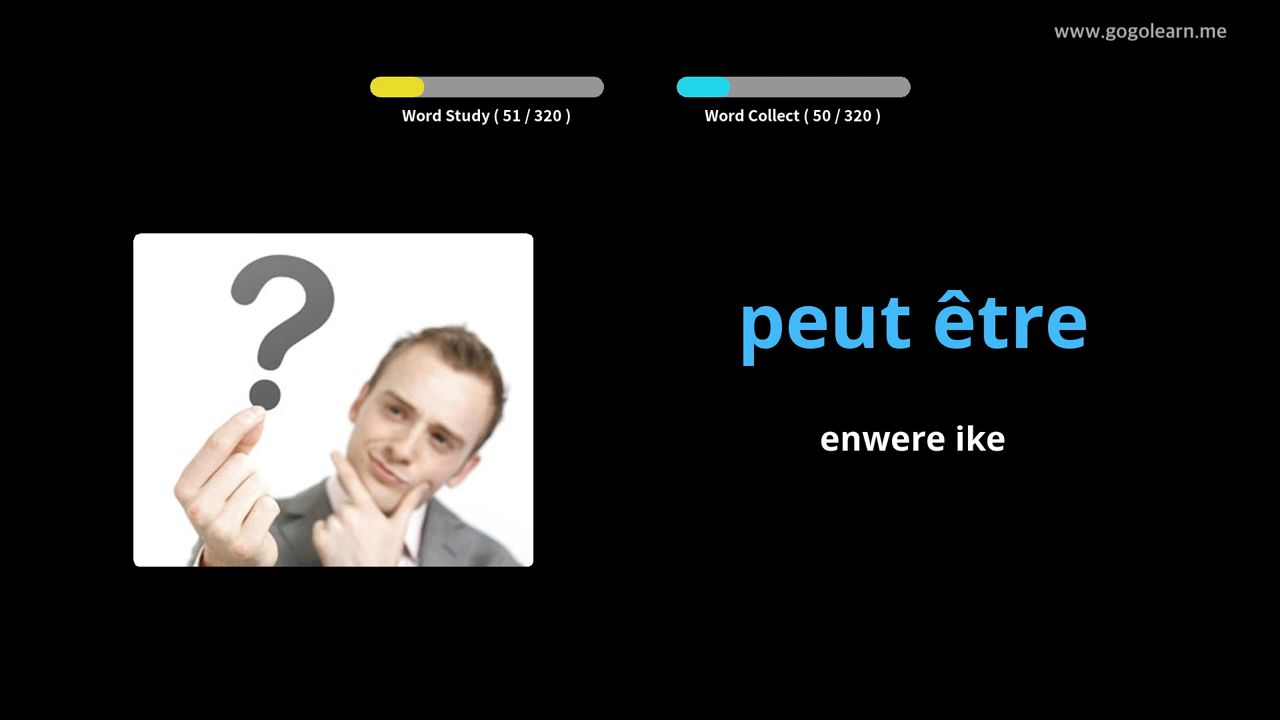 www.gogolearn.me
Word Study ( 51 / 320 )
Word Collect ( 50 / 320 )
?
peut être
enwere ike